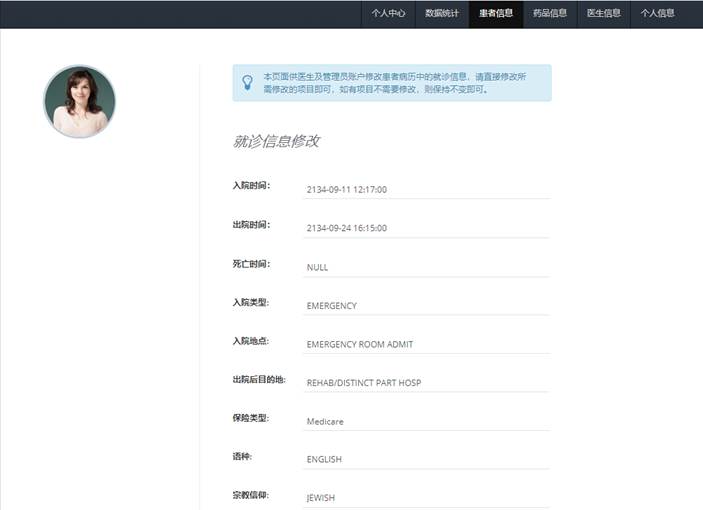 个人中心 数据统计 患者信息 药品信息 医生信息 个人信息
本页面供医生及管理员账户修改患者病历中的就诊信息，请直接修改所
需修改的项目即可，如有项目不需要修改，则保持不变即可。
就诊信息修改
入院时间： 2134-09-11 12:17:00
出院时间： 2134-09-24 16:15:00
死亡时间： NULL
入院类型: EMERGENCY
入院地点: EMERGENCY ROOM ADMIT
出院后目的地: REHAB/DISTINCT PART HOSP
保险类型: Medicare
语种: ENGLISH
宗教信仰: JEWISH